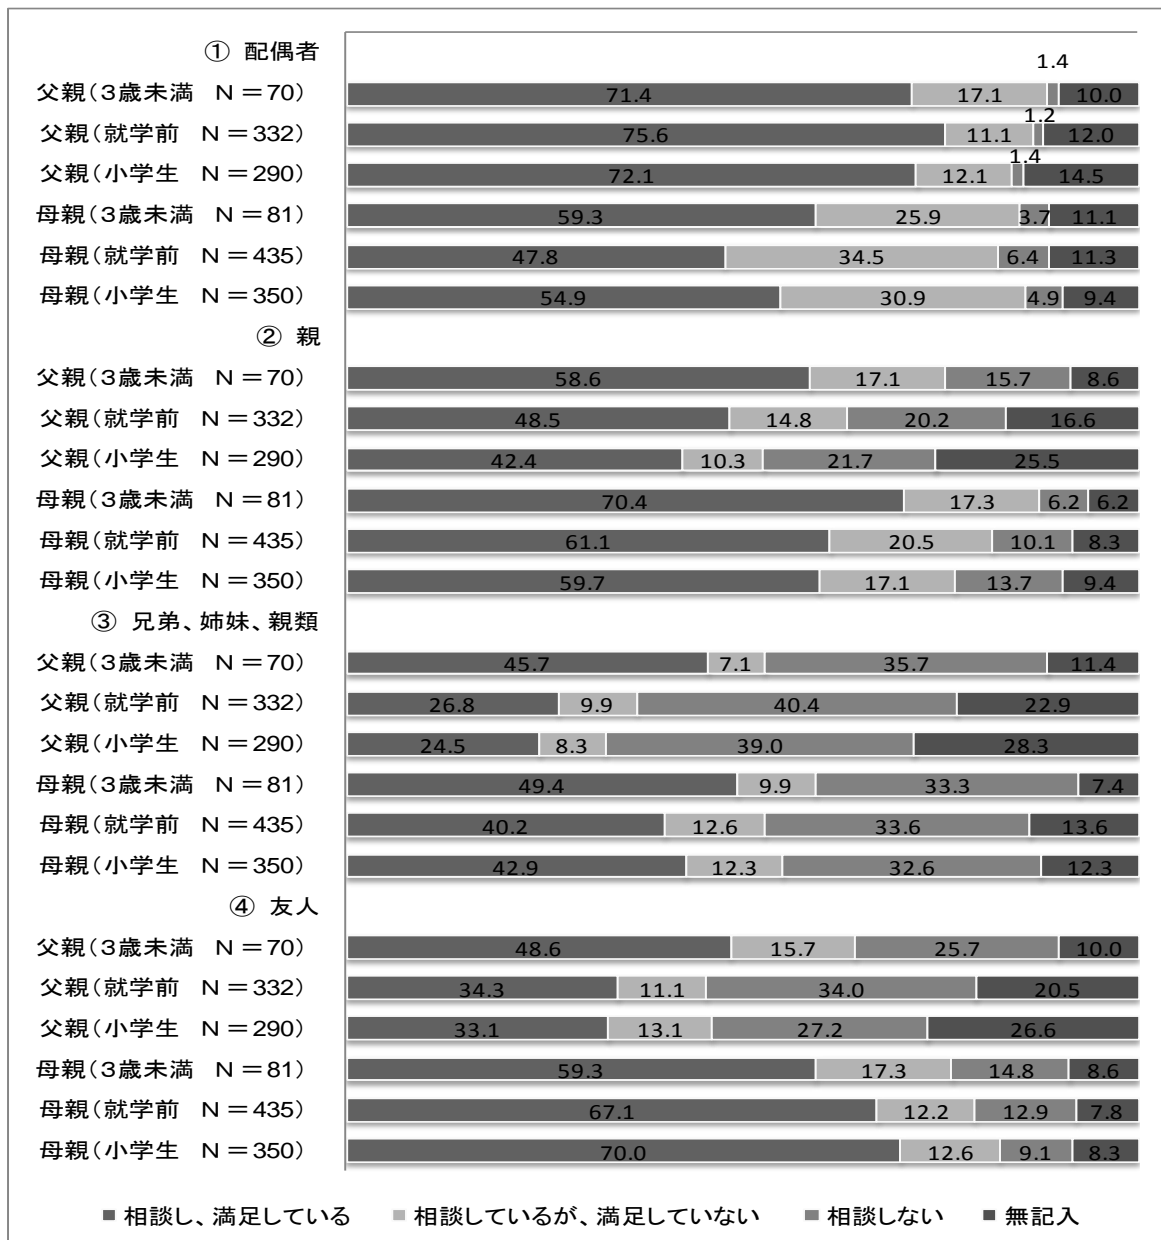 ① 配偶者
1.4
父親(3歳未満 N=70) 71.4 17.1 10.0
1.2
父親(就学前 N=332) 75.6 11.1 12.0
1.4
父親(小学生 N=290) 72.1 12.1 14.5
母親(3歳未満 N=81) 59.3 25.9 3.7 11.1
母親(就学前 N=435) 47.8 34.5 6.4 11.3
母親(小学生 N=350) 54.9 30.9 4.9 9.4
② 親
父親(3歳未満 N=70) 58.6 17.1 15.7 8.6
父親(就学前 N=332) 48.5 14.8 20.2 16.6
父親(小学生 N=290) 42.4 10.3 21.7 25.5
母親(3歳未満 N=81) 70.4 17.3 6.2 6.2
母親(就学前 N=435) 61.1 20.5 10.1 8.3
母親(小学生 N=350) 59.7 17.1 13.7 9.4
③ 兄弟、姉妹、親類
父親(3歳未満 N=70) 45.7 7.1 35.7 11.4
父親(就学前 N=332) 26.8 9.9 40.4 22.9
父親(小学生 N=290) 24.5 8.3 39.0 28.3
母親(3歳未満 N=81) 49.4 9.9 33.3 7.4
母親(就学前 N=435) 40.2 12.6 33.6 13.6
母親(小学生 N=350) 42.9 12.3 32.6 12.3
④ 友人
父親(3歳未満 N=70) 48.6 15.7 25.7 10.0
父親(就学前 N=332) 34.3 11.1 34.0 20.5
父親(小学生 N=290) 33.1 13.1 27.2 26.6
母親(3歳未満 N=81) 59.3 17.3 14.8 8.6
母親(就学前 N=435) 67.1 12.2 12.9 7.8
母親(小学生 N=350) 70.0 12.6 9.1 8.3
相談し、満足している 相談しているが、満足していない 相談しない 無記入